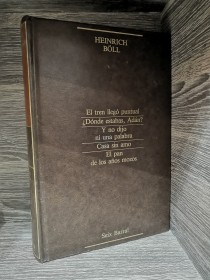 HEINRICH
BÖLL
El tren llegó puntual
¿Dónde estabas, Adán?
Y no dijo
ni una palabra
Casa sin amo
El pan
de los años mozos
Seix Barral